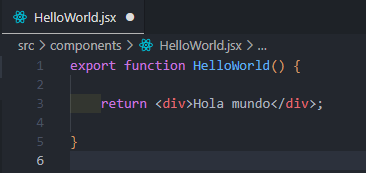 HelloWorld.jsx
src > components > HelloWorld.jsx > ...
1 export function HelloWorld() {
2
3 return <div>Hola mundo</div>;
4
5 }
6